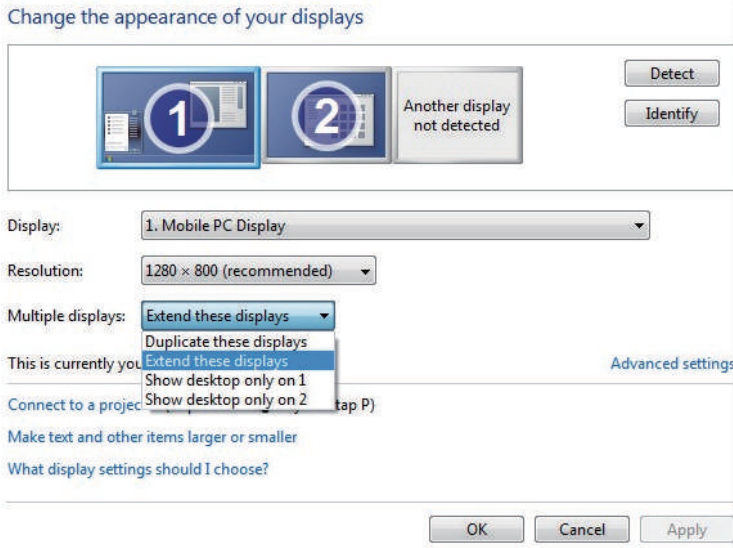 Change the appearance of your displays
1
2
Another display
not detected
Detect
Identify
Display:
1. Mobile PC Display
Resolution:
1280 × 800 (recommended)
Multiple displays:
Extend these displays
Duplicate these displays
Extend these displays
Show desktop only on 1
Show desktop only on 2
This is currently
Advanced settings
Connect to a tap P)
Make text and other items larger or smaller
What display settings should I choose?
OK
Cancel
Apply